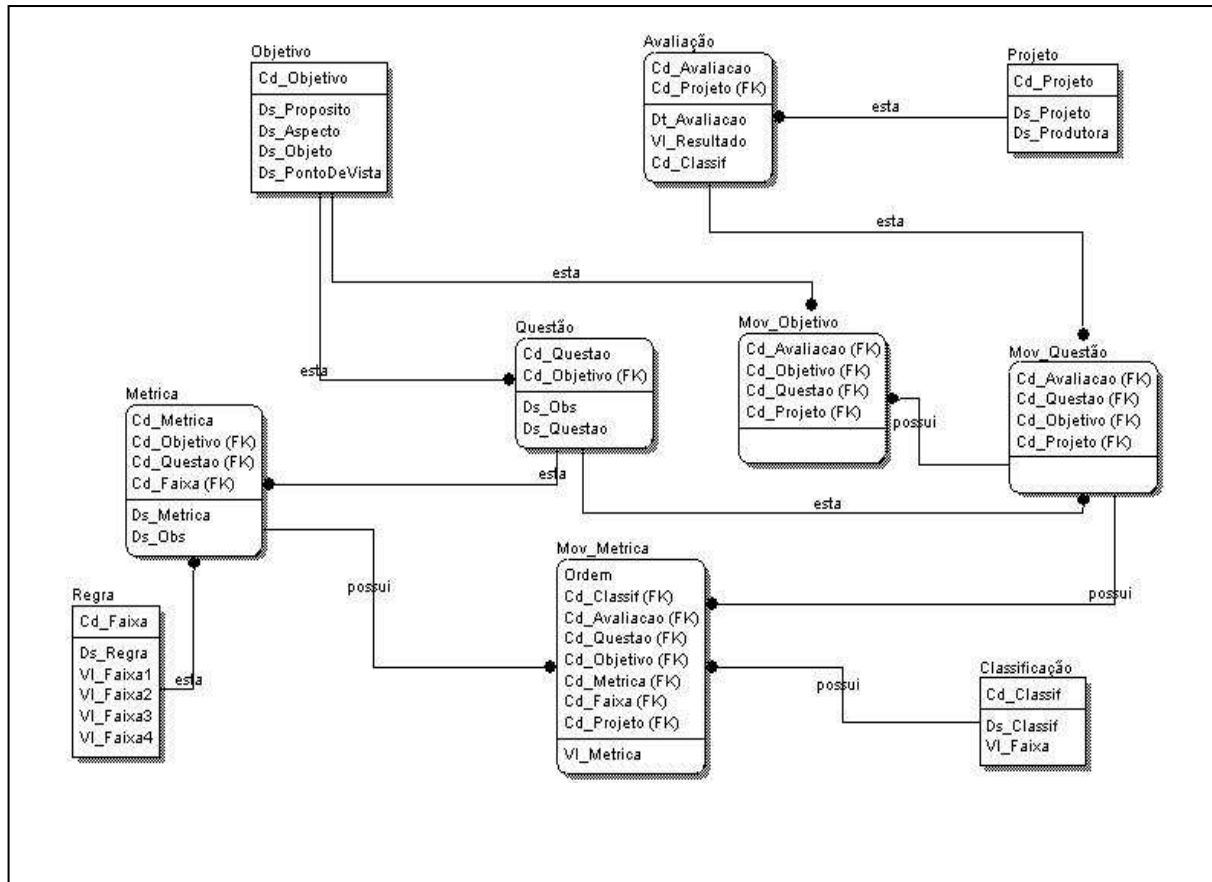 Objetivo
Cd_Objetivo
Ds_Proposito
Ds_Aspecto
Ds_Objeto
Ds_PontoDeVista
Avaliação
Cd_Avaliacao
Cd_Projeto (FK)
Dt_Avaliacao
Vl_Resultado
Cd_Classif
Projeto
Cd_Projeto
Ds_Projeto
Ds_Produtora
esta
esta
esta
esta
Questão
Cd_Questao
Cd_Objetivo (FK)
Ds_Obs
Ds_Questao
Mov_Objetivo
Cd_Avaliacao (FK)
Cd_Objetivo (FK)
Cd_Questao (FK)
Cd_Projeto (FK)
Mov_Questão
Cd_Avaliacao (FK)
Cd_Questao (FK)
Cd_Objetivo (FK)
Cd_Projeto (FK)
possui
Metrica
Cd_Metrica
Cd_Objetivo (FK)
Cd_Questao (FK)
Cd_Faixa (FK)
Ds_Metrica
Ds_Obs
esta
esta
Regra
Cd_Faixa
Ds_Regra
Vl_Faixa1
Vl_Faixa2
Vl_Faixa3
Vl_Faixa4
esta
possui
Mov_Metrica
Ordem
Cd_Classif (FK)
Cd_Avaliacao (FK)
Cd_Questao (FK)
Cd_Objetivo (FK)
Cd_Metrica (FK)
Cd_Faixa (FK)
Cd_Projeto (FK)
Vl_Metrica
possui
possui
Classificação
Cd_Classif
Ds_Classif
Vl_Faixa